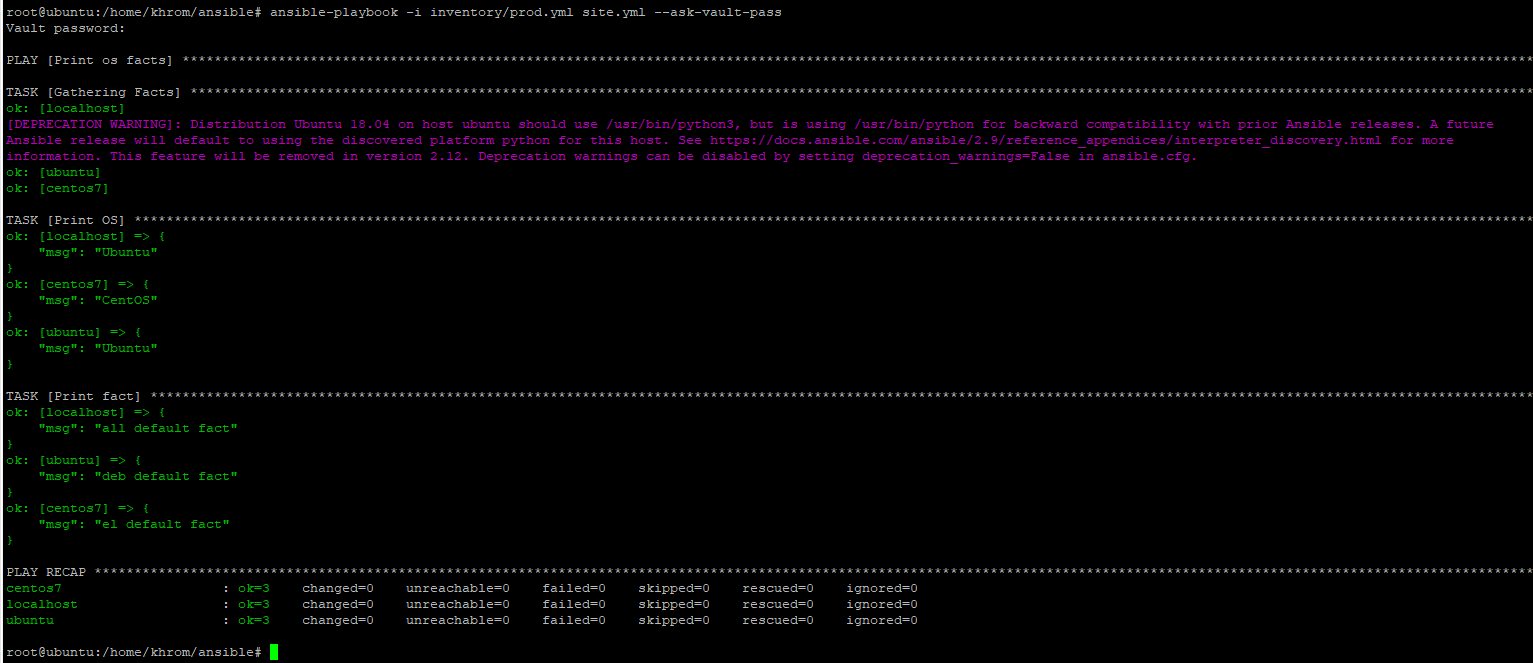 root@ubuntu:/home/khrom/ansible# ansible-playbook -i inventory/prod.yml site.yml --ask-vault-pass
Vault password:
PLAY [Print os facts] *************************************************************************************************************************************************************************
TASK [Gathering Facts] ************************************************************************************************************************************************************************
ok: [localhost]
[DEPRECATION WARNING]: Distribution Ubuntu 18.04 on host ubuntu should use /usr/bin/python3, but is using /usr/bin/python for backward compatibility with prior Ansible releases. A future
Ansible release will default to using the discovered platform python for this host. See https://docs.ansible.com/ansible/2.9/reference_appendices/interpreter_discovery.html for more
information. This feature will be removed in version 2.12. Deprecation warnings can be disabled by setting deprecation_warnings=False in ansible.cfg.
ok: [ubuntu]
ok: [centos7]
TASK [Print OS] *******************************************************************************************************************************************************************************
ok: [localhost] => {
    "msg": "Ubuntu"
}
ok: [centos7] => {
    "msg": "CentOS"
}
ok: [ubuntu] => {
    "msg": "Ubuntu"
}
TASK [Print fact] *****************************************************************************************************************************************************************************
ok: [localhost] => {
    "msg": "all default fact"
}
ok: [ubuntu] => {
    "msg": "deb default fact"
}
ok: [centos7] => {
    "msg": "el default fact"
}
PLAY RECAP ************************************************************************************************************************************************************************************
centos7                    : ok=3    changed=0    unreachable=0    failed=0    skipped=0    rescued=0    ignored=0
localhost                  : ok=3    changed=0    unreachable=0    failed=0    skipped=0    rescued=0    ignored=0
ubuntu                     : ok=3    changed=0    unreachable=0    failed=0    skipped=0    rescued=0    ignored=0
root@ubuntu:/home/khrom/ansible#